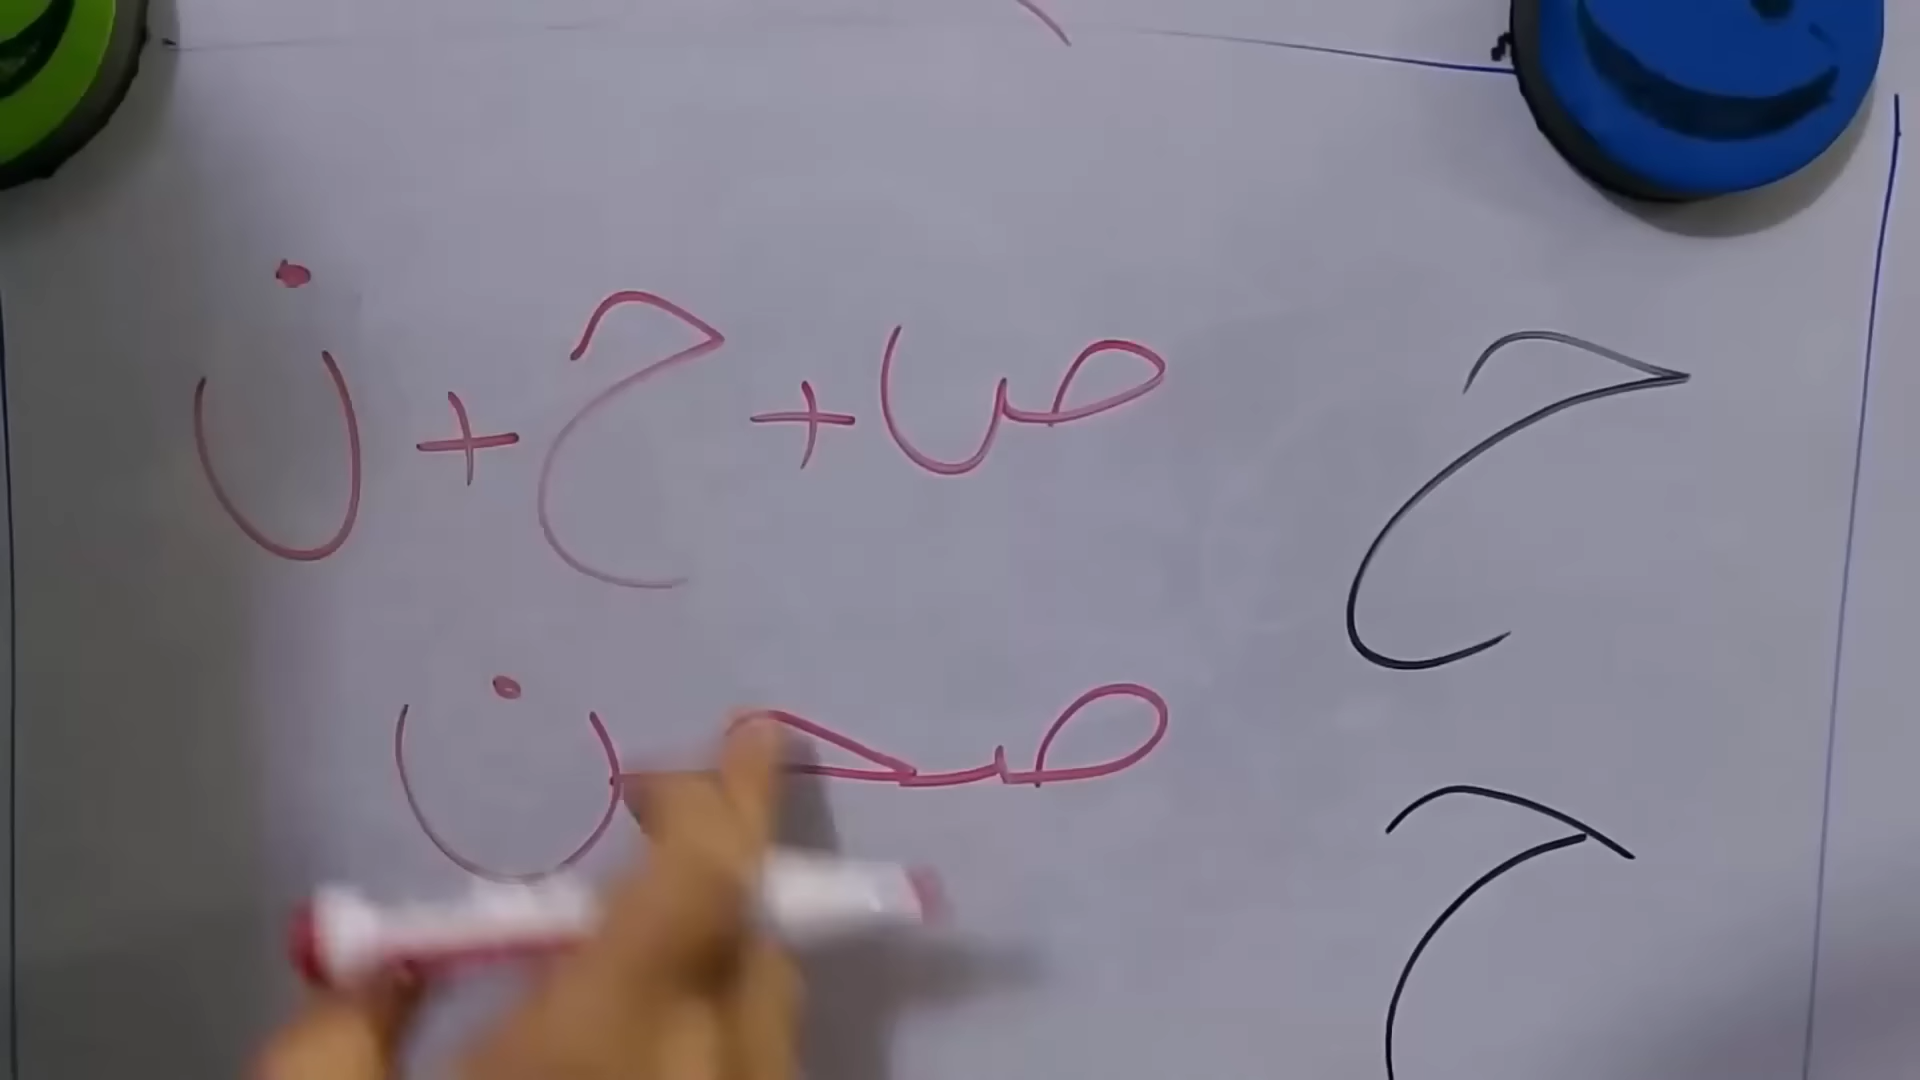 ح
ص + ح + ن
صحن
ح